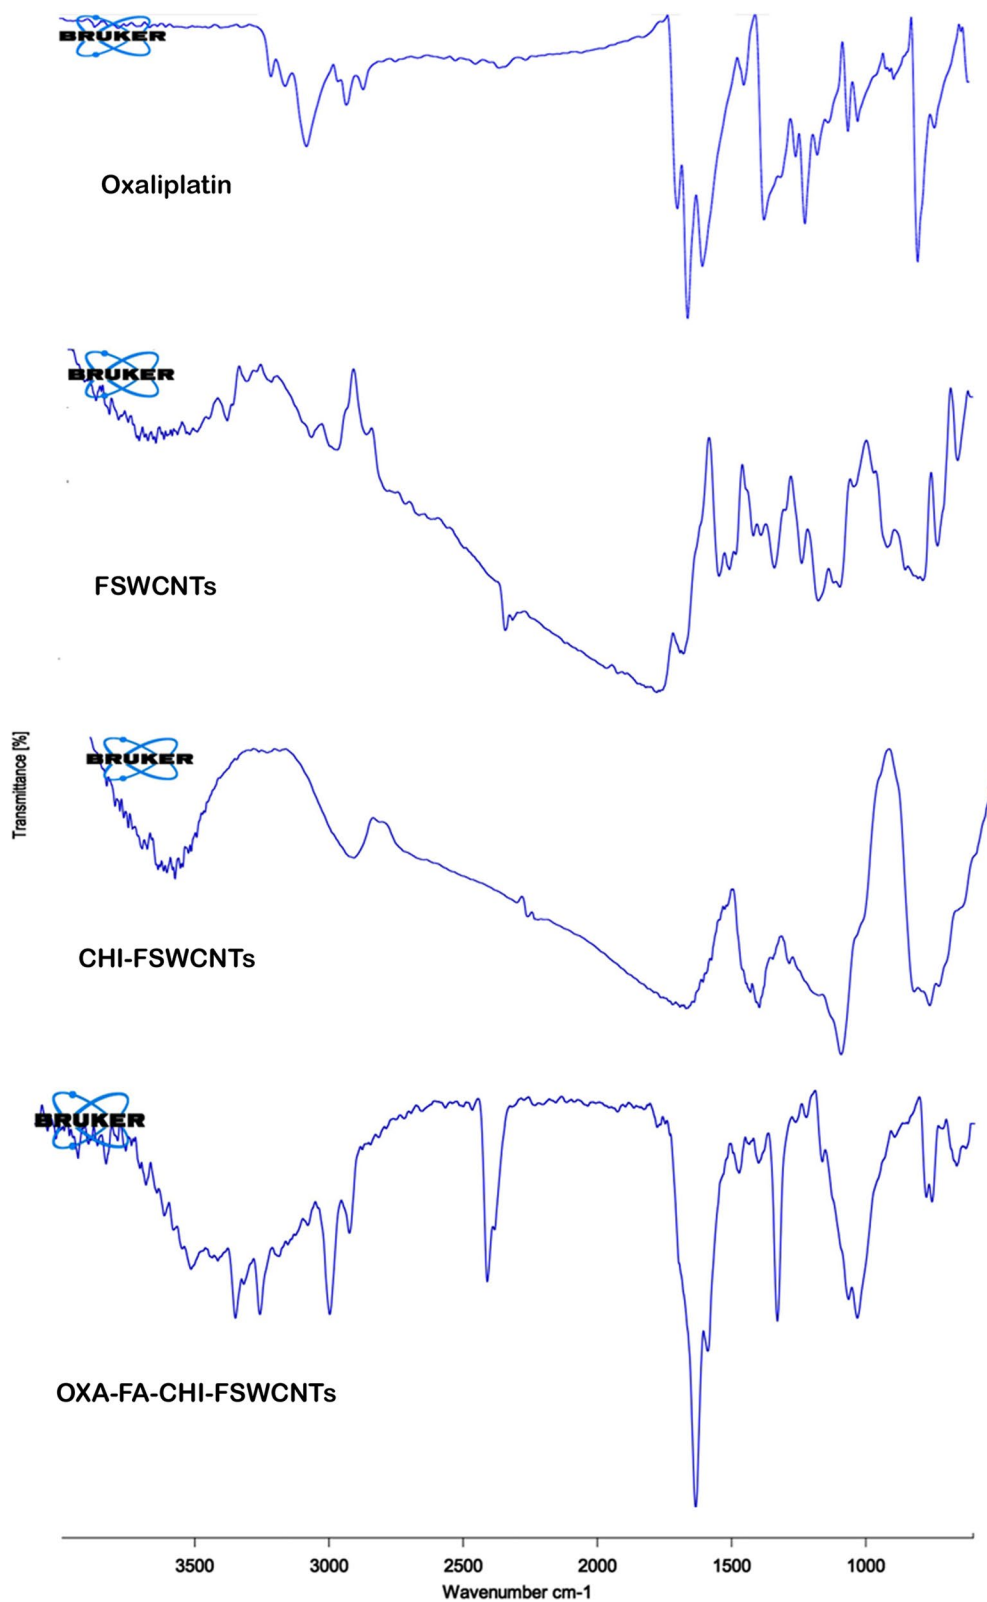 BRUKER
Oxaliplatin
BRUKER
FSWCNTs
Transmittance [%]
BRUKER
CHI-FSWCNTs
BRUKER
OXA-FA-CHI-FSWCNTs
3500 3000 2500 2000 1500 1000
Wavenumber cm-1